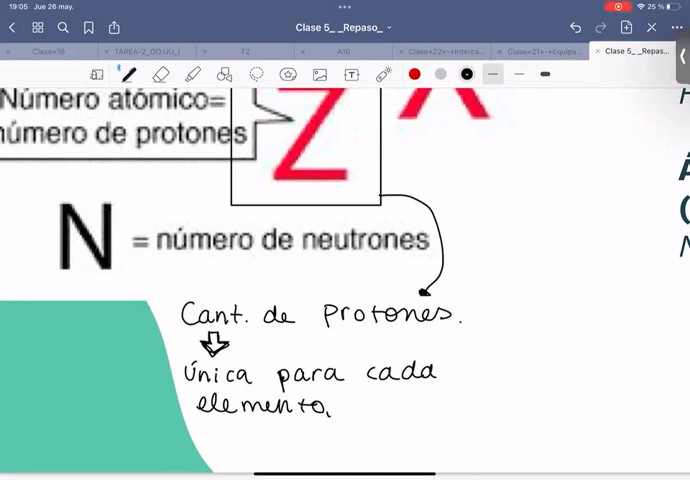 19:05 Jue 26 may.
25 %
Clase 5_ _Repaso_
Clase+16
TAREA-2_OO.UU_I
T2
A10
Clase+22+-+Interca...
Clase+21+-+Equipa...
Clase 5_ _Repas...
Número atómico=
número de protones
Z
N = número de neutrones
Cant. de protones.
única para cada
elemento.